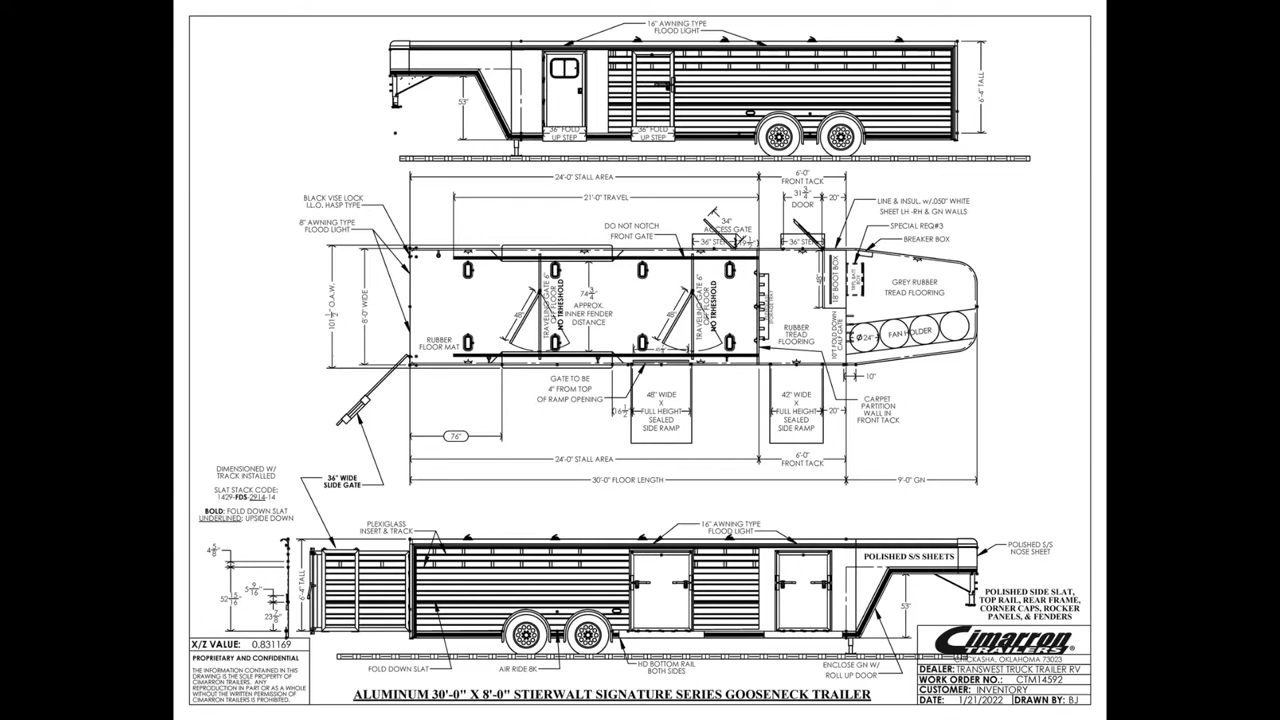 16" AWNING TYPE
FLOOD LIGHT
53"
36" FOLD
UP STEP
36" FOLD
UP STEP
6'-4" TALL
24'-0" STALL AREA
6'-0"
FRONT TACK
21'-0" TRAVEL
31 3/4"
DOOR
20"
BLACK VISE LOCK
I.L.O. HASP TYPE
8" AWNING TYPE
FLOOD LIGHT
DO NOT NOTCH
FRONT GATE
34"
ACCESS GATE
36" STEP
36" STEP
LINE & INSUL. w/.050" WHITE
SHEET LH -RH & GN WALLS
SPECIAL REQ#3
BREAKER BOX
101 1/2" O.A.W.
8'-0" WIDE
TRAVELING GATE 6"
OFF FLOOR
NO TRHESHOLD
74 3/4"
APPROX.
INNER FENDER
DISTANCE
48"
TRAVELING GATE 6"
OFF FLOOR
NO TRHESHOLD
48"
48"
18" BOOT BOX
GREY RUBBER
TREAD FLOORING
RUBBER
FLOOR MAT
RUBBER
TREAD
FLOORING
10"T FOLD DOWN
CALF GATE
Ø24"
FAN HOLDER
GATE TO BE
4" FROM TOP
OF RAMP OPENING
16 1/2"
48" WIDE
X
FULL HEIGHT
SEALED
SIDE RAMP
42" WIDE
X
FULL HEIGHT
SEALED
SIDE RAMP
20"
10"
CARPET
PARTITION
WALL IN
FRONT TACK
76"
24'-0" STALL AREA
6'-0"
FRONT TACK
30'-0" FLOOR LENGTH
9'-0" GN
DIMENSIONED W/
TRACK INSTALLED
SLAT STACK CODE:
1429-FDS-2914-14
BOLD: FOLD DOWN SLAT
UNDERLINED: UPSIDE DOWN
36" WIDE
SLIDE GATE
PLEXIGLASS
INSERT & TRACK
16" AWNING TYPE
FLOOD LIGHT
POLISHED S/S SHEETS
POLISHED S/S
NOSE SHEET
6'-4" TALL
53"
POLISHED SIDE SLAT,
TOP RAIL, REAR FRAME,
CORNER CAPS, ROCKER
PANELS, & FENDERS
FOLD DOWN SLAT
AIR RIDE 8K
HD BOTTOM RAIL
BOTH SIDES
ENCLOSE GN W/
ROLL UP DOOR
X/Z VALUE: 0.831169
PROPRIETARY AND CONFIDENTIAL
THE INFORMATION CONTAINED IN
THIS DRAWING IS THE SOLE PROPERTY OF
CIMARRON TRAILERS. ANY
REPRODUCTION IN PART OR AS A WHOLE
WITHOUT THE WRITTEN PERMISSION OF
CIMARRON TRAILERS IS PROHIBITED.
ALUMINUM 30'-0" X 8'-0" STIERWALT SIGNATURE SERIES GOOSENECK TRAILER
Cimarron
TRAILERS
CHICKASHA, OKLAHOMA 73023
DEALER: TRANSWEST TRUCK TRAILER RV
WORK ORDER NO.: CTM14592
CUSTOMER: INVENTORY
DATE: 1/21/2022 DRAWN BY: BJ